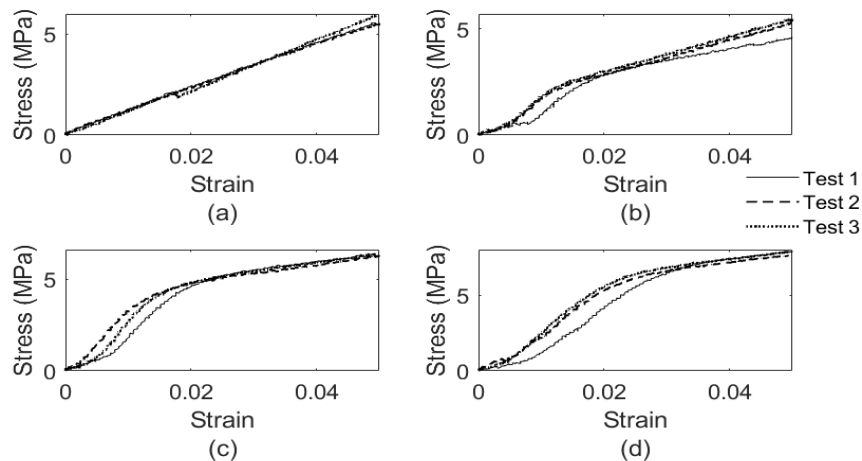 Stress (MPa)
5
0
0
0.02
0.04
Strain
(a)
Stress (MPa)
5
0
0
0.02
0.04
Strain
(b)
Test 1
Test 2
Test 3
Stress (MPa)
5
0
0
0.02
0.04
Strain
(c)
Stress (MPa)
5
0
0
0.02
0.04
Strain
(d)